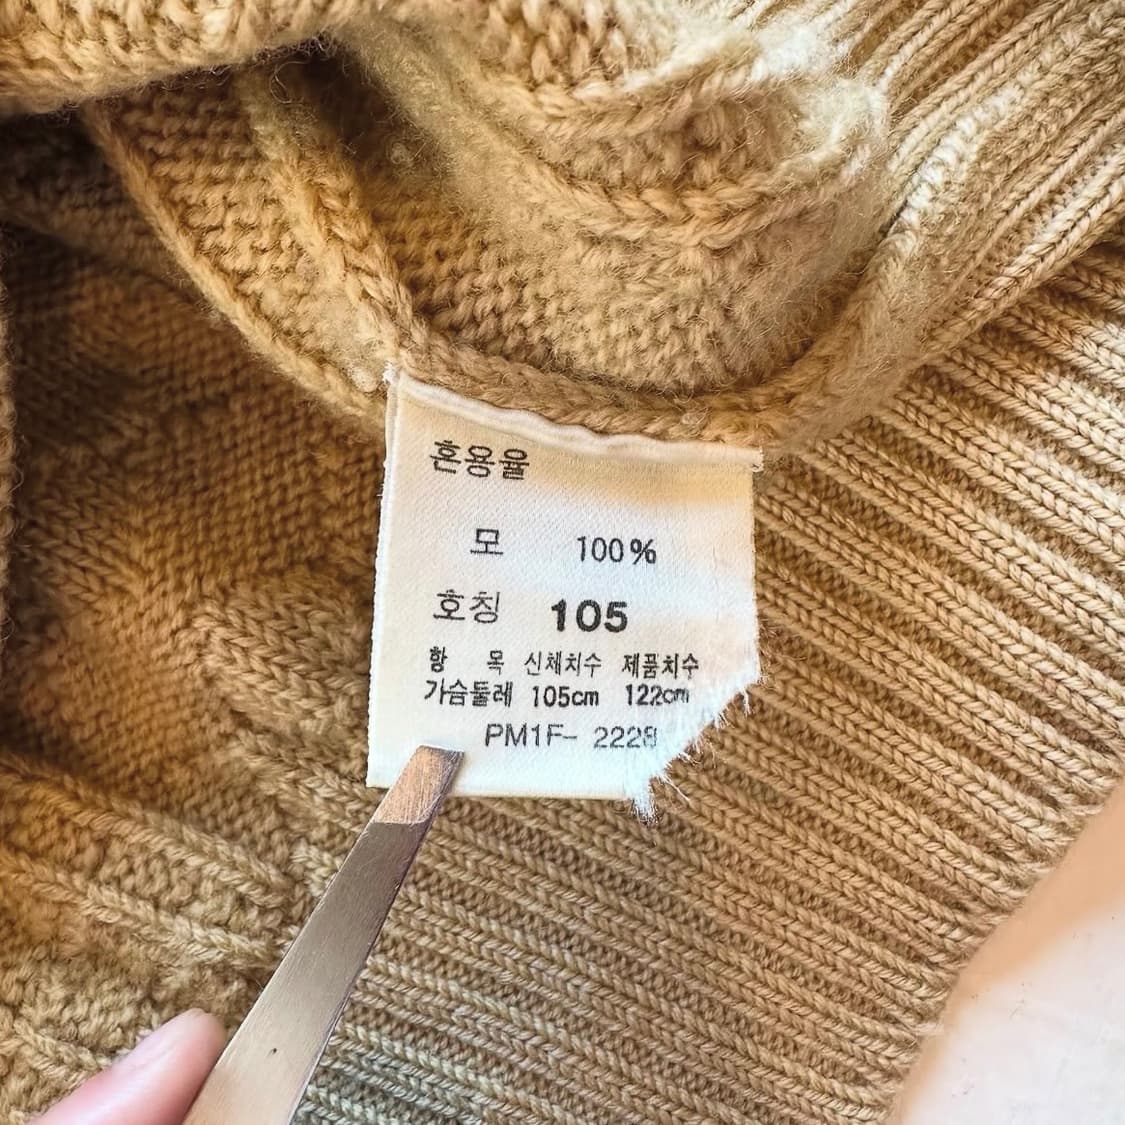 혼용율
모 100%
호칭 105
항 목 신체치수 제품치수
가슴둘레 105cm 122cm
PM1F- 2228